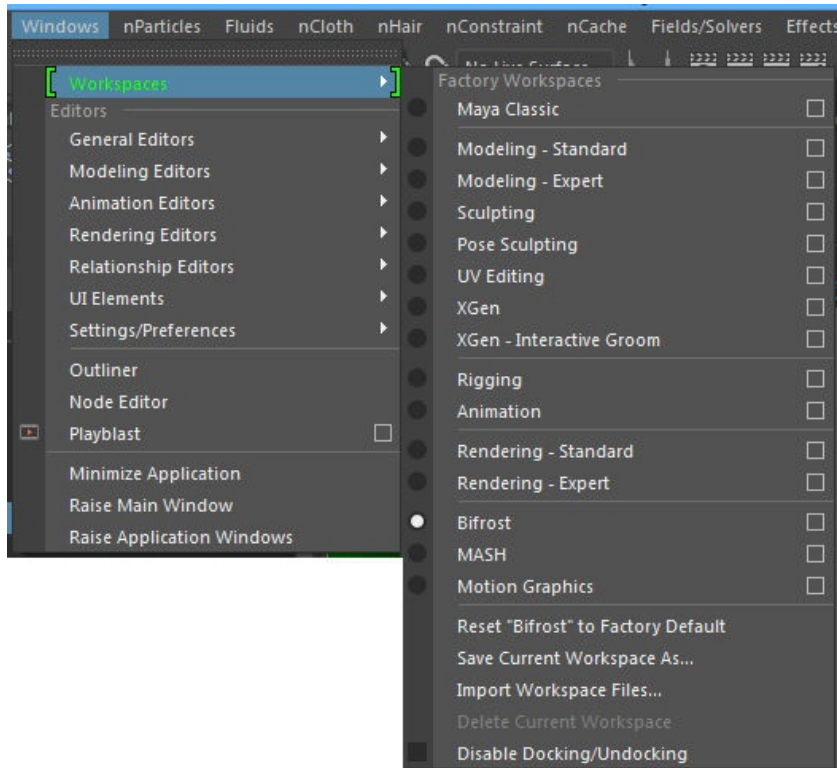 Windows nParticles Fluids nCloth nHair nConstraint nCache Fields/Solvers Effects
No Live Surface
Workspaces
Editors
General Editors
Modeling Editors
Animation Editors
Rendering Editors
Relationship Editors
UI Elements
Settings/Preferences
Outliner
Node Editor
Playblast
Minimize Application
Raise Main Window
Raise Application Windows
Factory Workspaces
Maya Classic
Modeling - Standard
Modeling - Expert
Sculpting
Pose Sculpting
UV Editing
XGen
XGen - Interactive Groom
Rigging
Animation
Rendering - Standard
Rendering - Expert
Bifrost
MASH
Motion Graphics
Reset "Bifrost" to Factory Default
Save Current Workspace As...
Import Workspace Files...
Delete Current Workspace
Disable Docking/Undocking